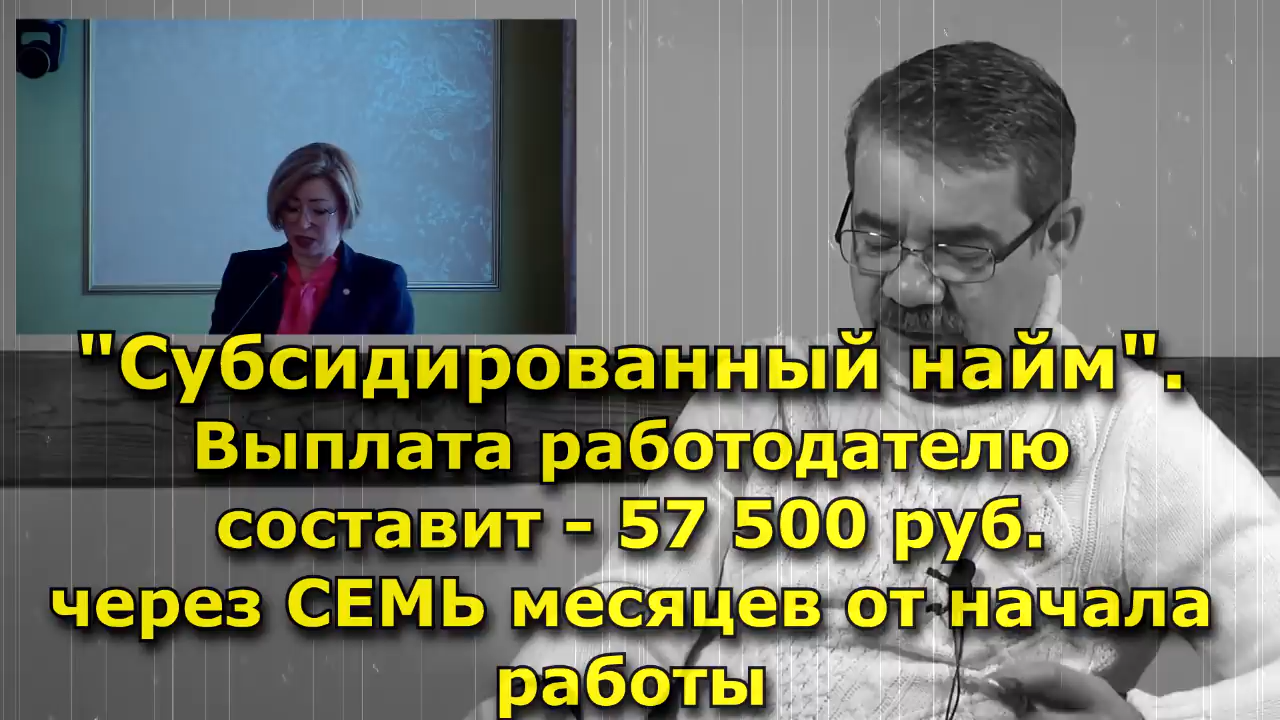 "Субсидированный найм".
Выплата работодателю
составит - 57 500 руб.
через СЕМЬ месяцев от начала
работы